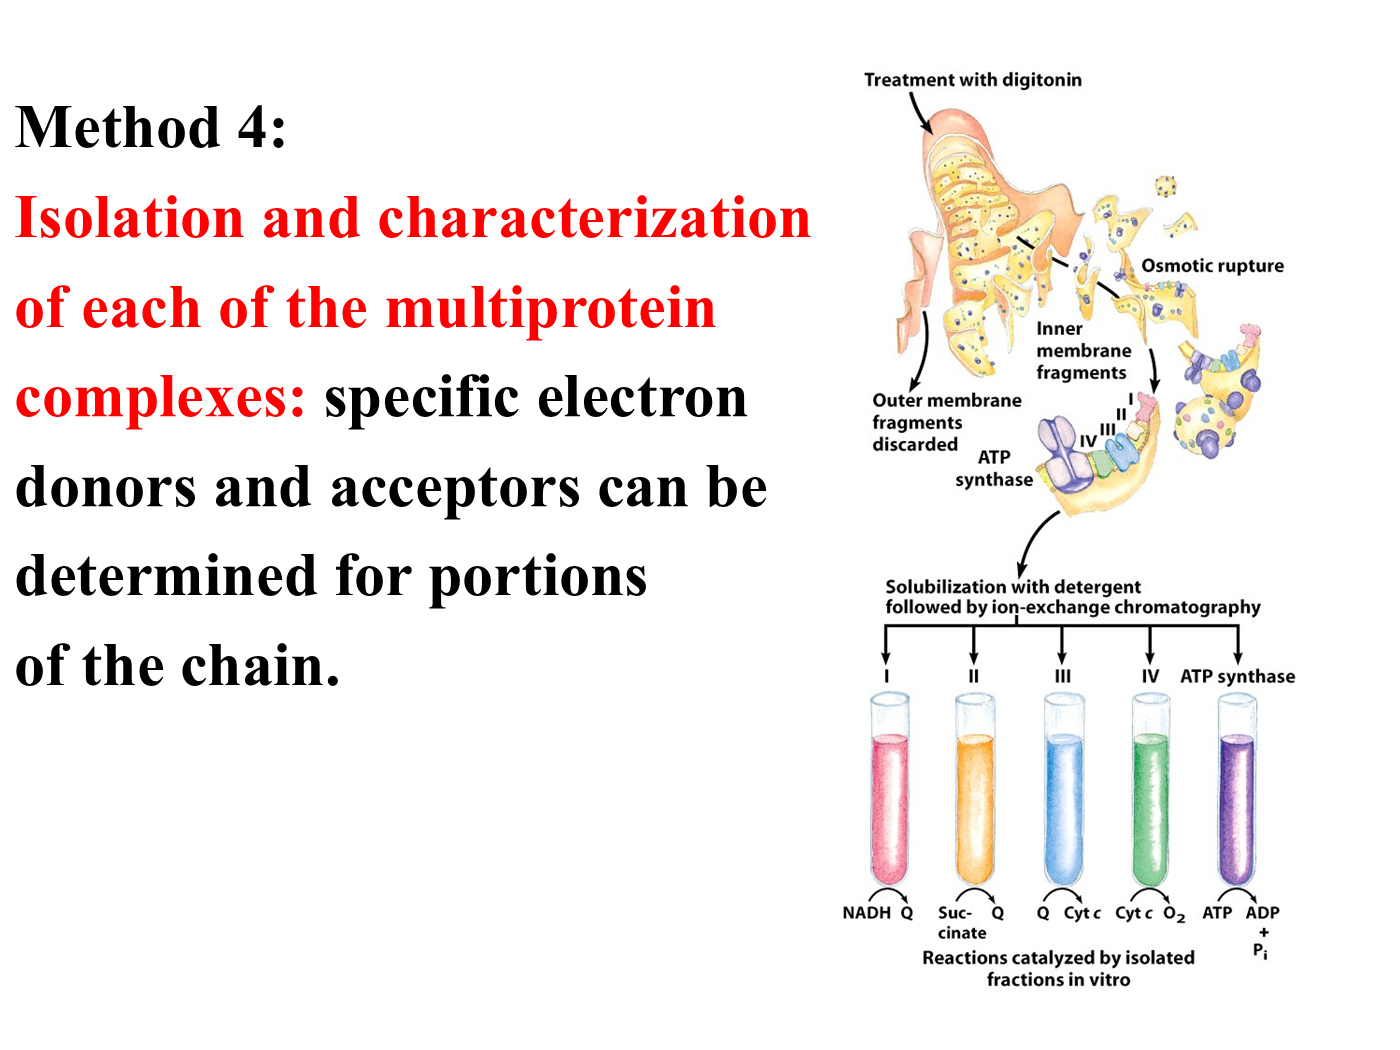 Method 4:
Isolation and characterization
of each of the multiprotein
complexes: specific electron
donors and acceptors can be
determined for portions
of the chain.
Treatment with digitonin
Osmotic rupture
Inner
membrane
fragments
Outer membrane
fragments
discarded
I
II
III
IV
ATP
synthase
Solubilization with detergent
followed by ion-exchange chromatography
I II III IV ATP synthase
NADH Q Suc- Q Q Cyt c Cyt c O₂ ATP ADP
cinate +
Pᵢ
Reactions catalyzed by isolated
fractions in vitro